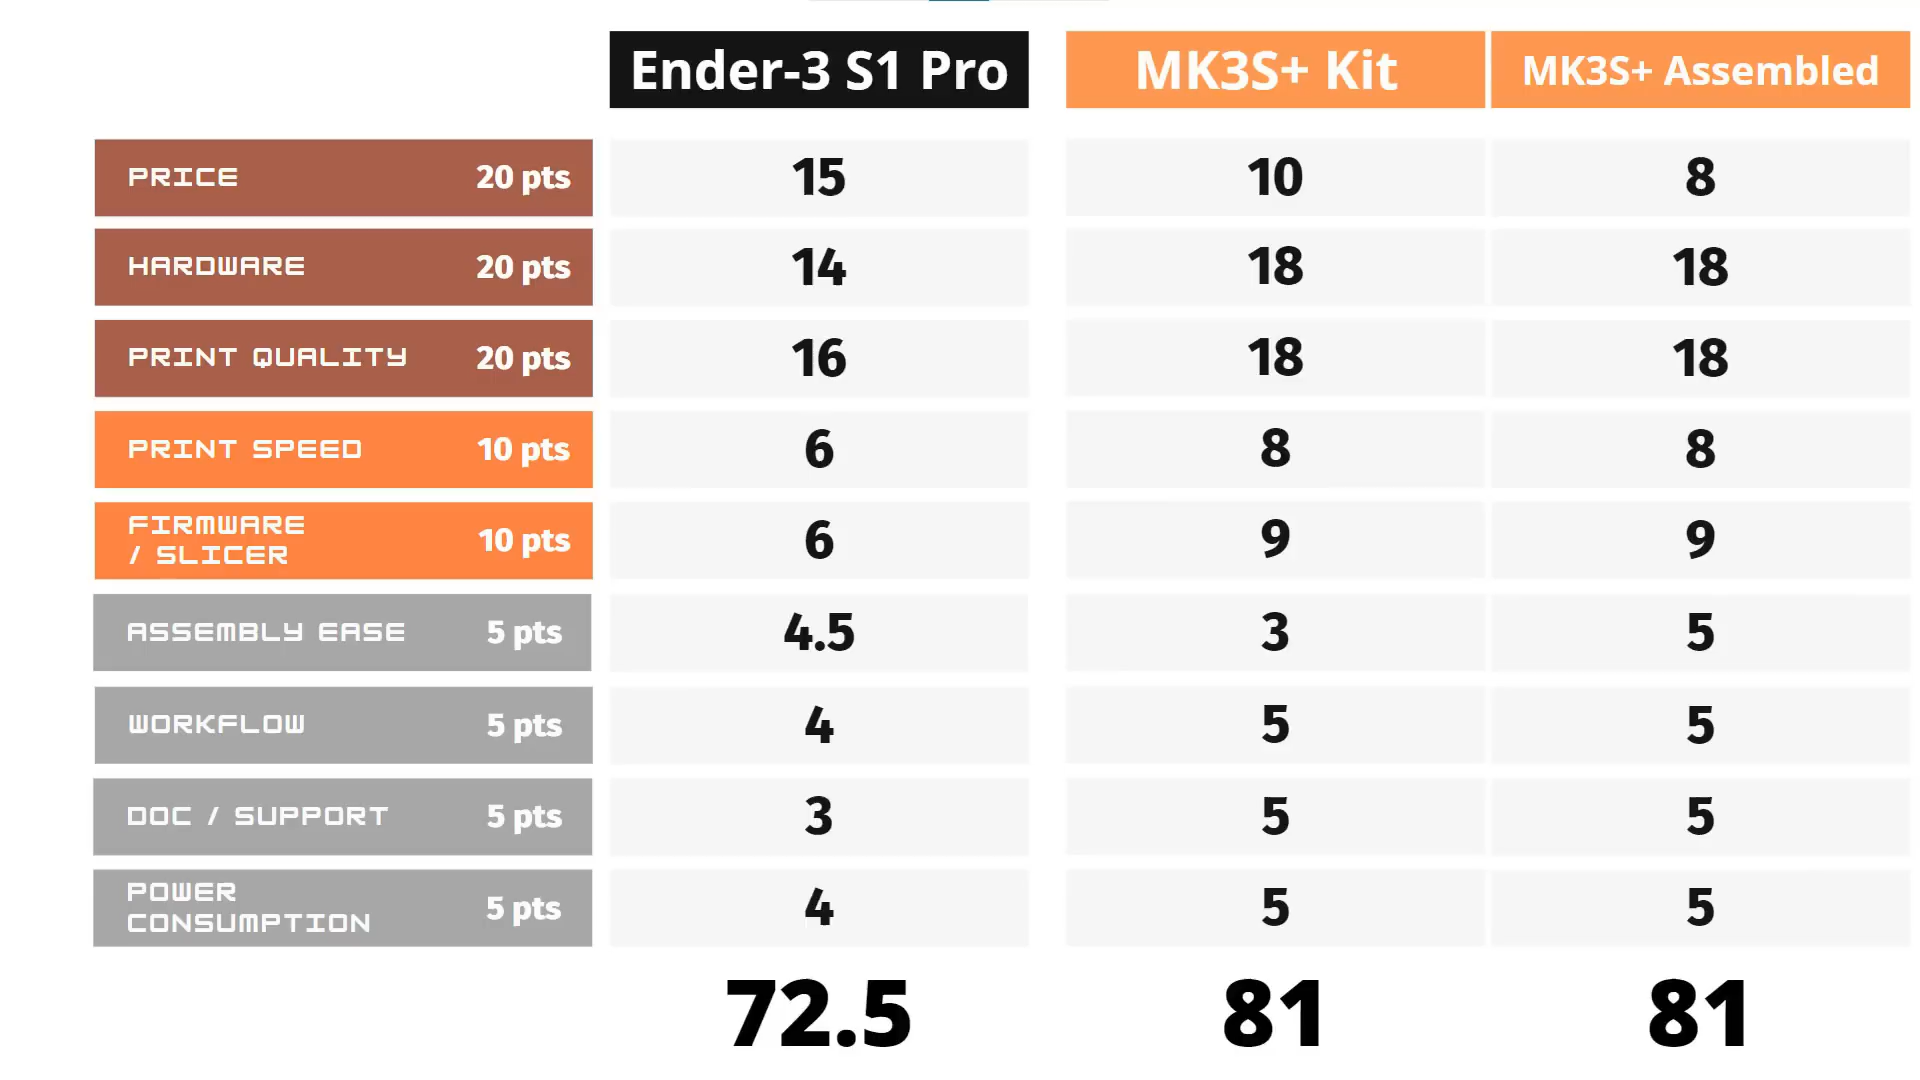 Ender-3 S1 Pro MK3S+ Kit MK3S+ Assembled
PRICE 20 pts 15 10 8
HARDWARE 20 pts 14 18 18
PRINT QUALITY 20 pts 16 18 18
PRINT SPEED 10 pts 6 8 8
FIRMWARE
/ SLICER 10 pts 6 9 9
ASSEMBLY EASE 5 pts 4.5 3 5
WORKFLOW 5 pts 4 5 5
DOC / SUPPORT 5 pts 3 5 5
POWER
CONSUMPTION 5 pts 4 5 5
72.5 81 81